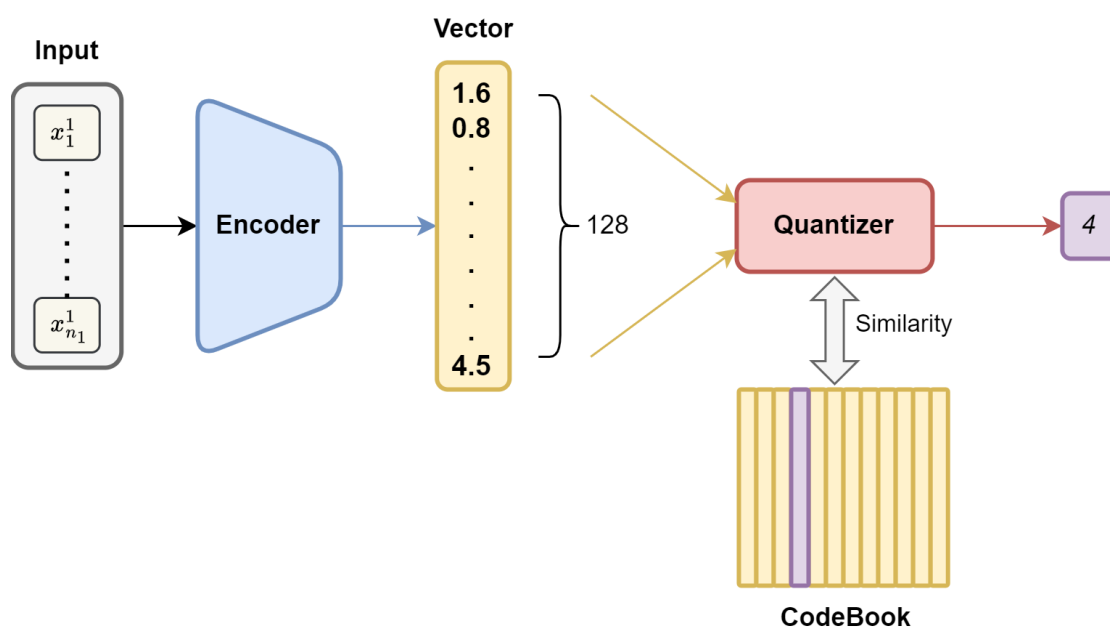 Input
x_1^1
x_{n_1}^1
Encoder
Vector
1.6
0.8
4.5
128
Quantizer
4
Similarity
CodeBook